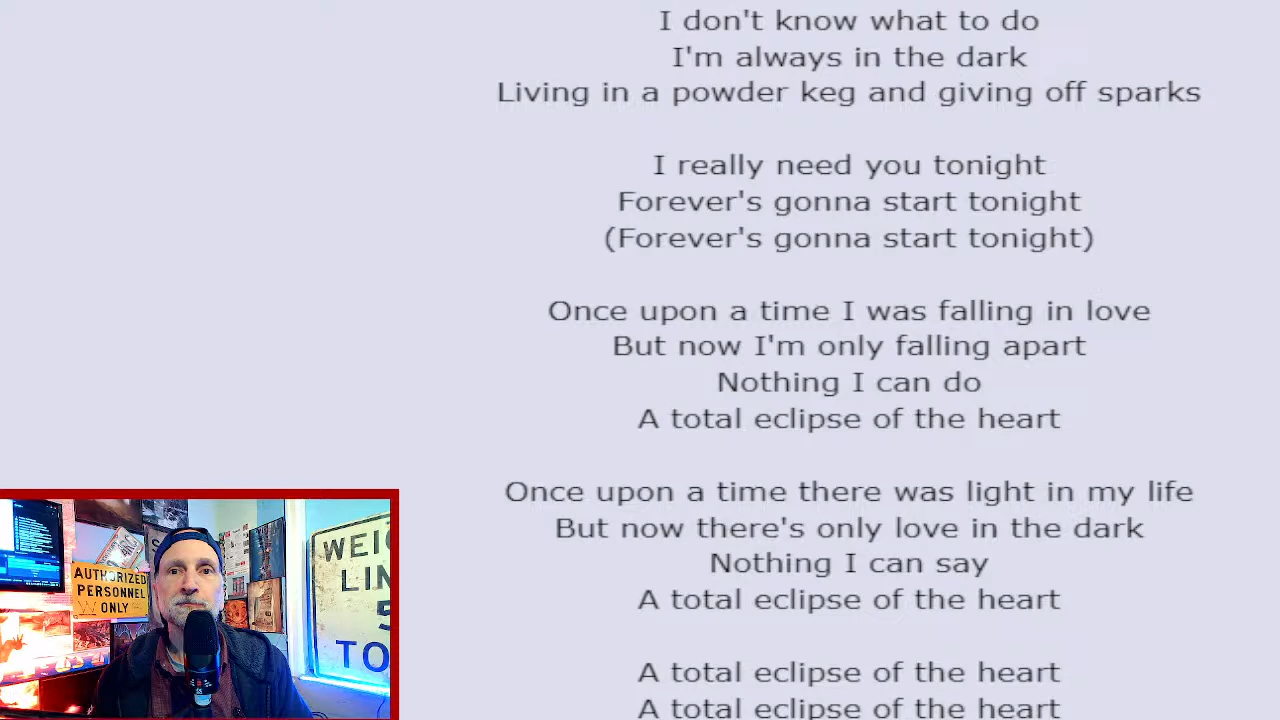 I don't know what to do
I'm always in the dark
Living in a powder keg and giving off sparks
I really need you tonight
Forever's gonna start tonight
(Forever's gonna start tonight)
Once upon a time I was falling in love
But now I'm only falling apart
Nothing I can do
A total eclipse of the heart
Once upon a time there was light in my life
But now there's only love in the dark
Nothing I can say
A total eclipse of the heart
A total eclipse of the heart
A total eclipse of the heart
AUTHORIZED
PERSONNEL
ONLY
WEIG
LIM
5
TO